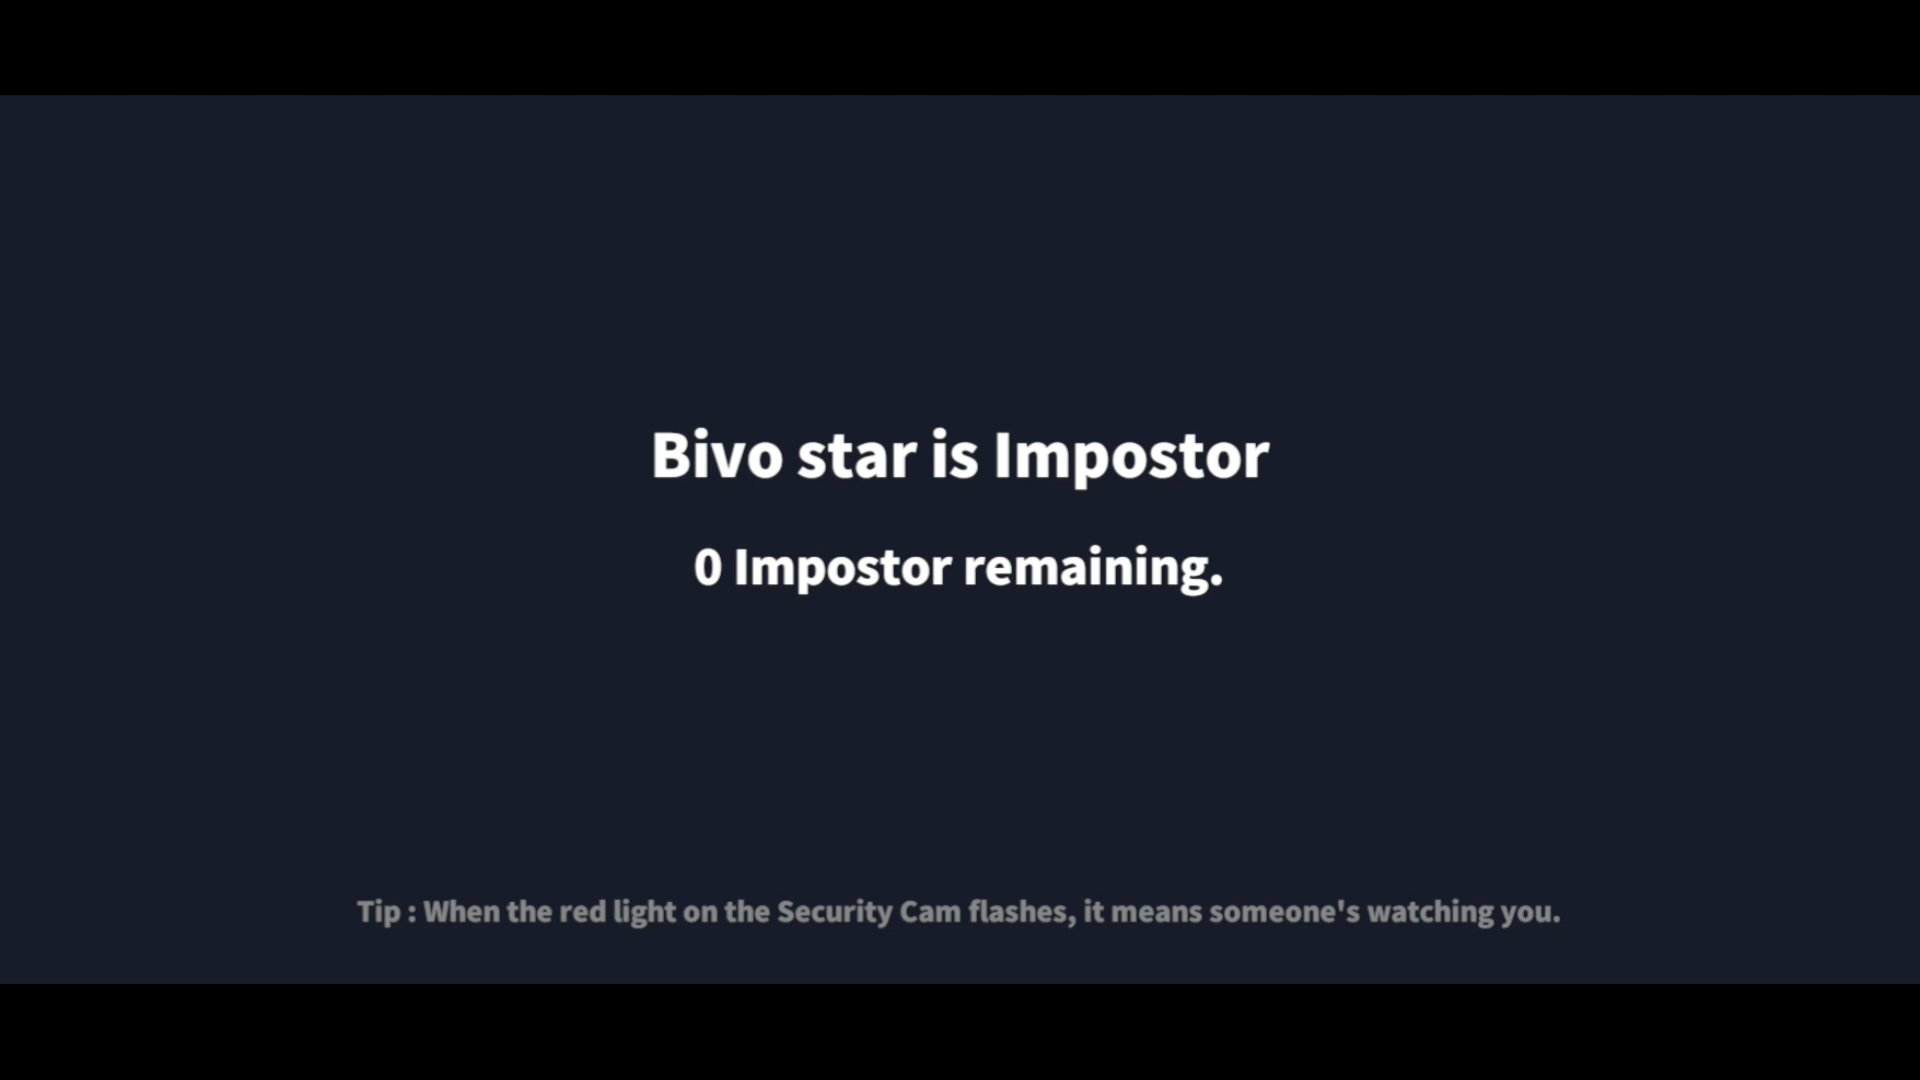 Bivo star is Impostor
0 Impostor remaining.
Tip : When the red light on the Security Cam flashes, it means someone's watching you.